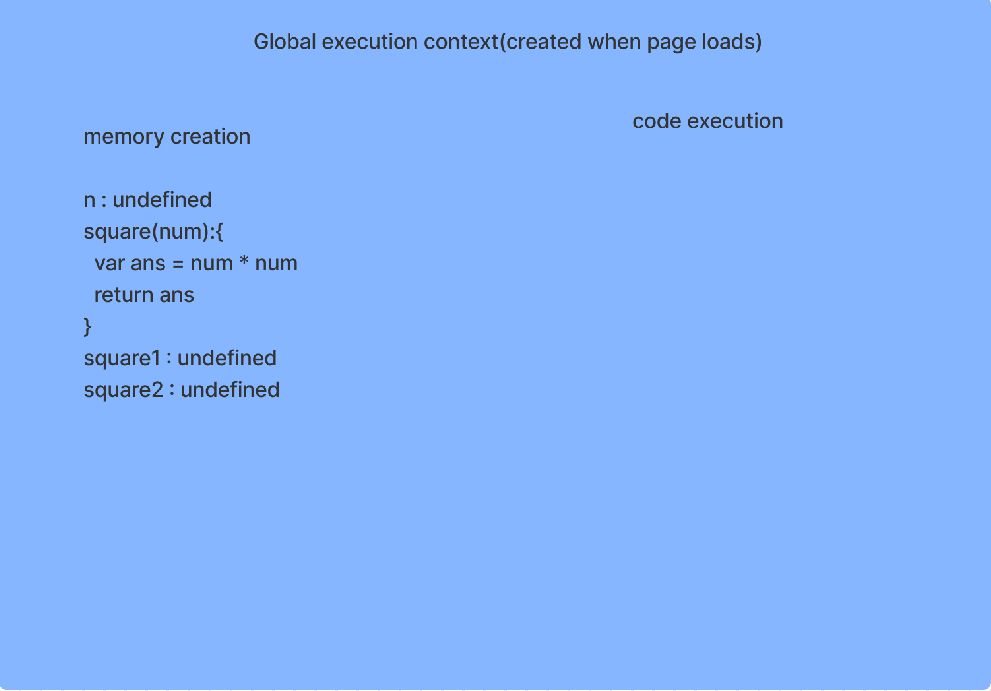 Global execution context(created when page loads)
memory creation
code execution
n : undefined
square(num):{
var ans = num * num
return ans
}
square1 : undefined
square2 : undefined